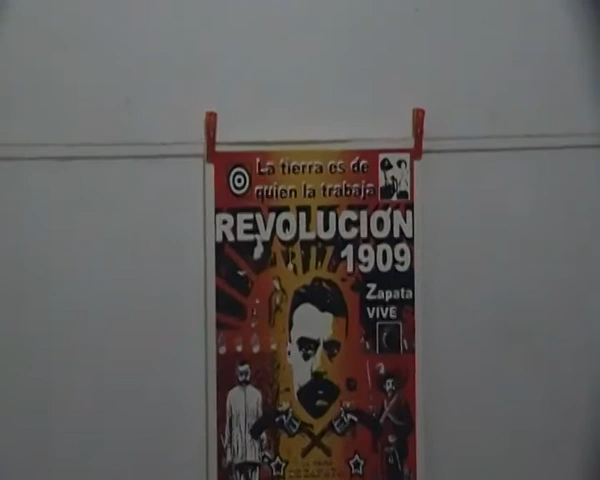 La tierra es de
quien la trabaja
REVOLUCIÓN
1909
Zapata
VIVE